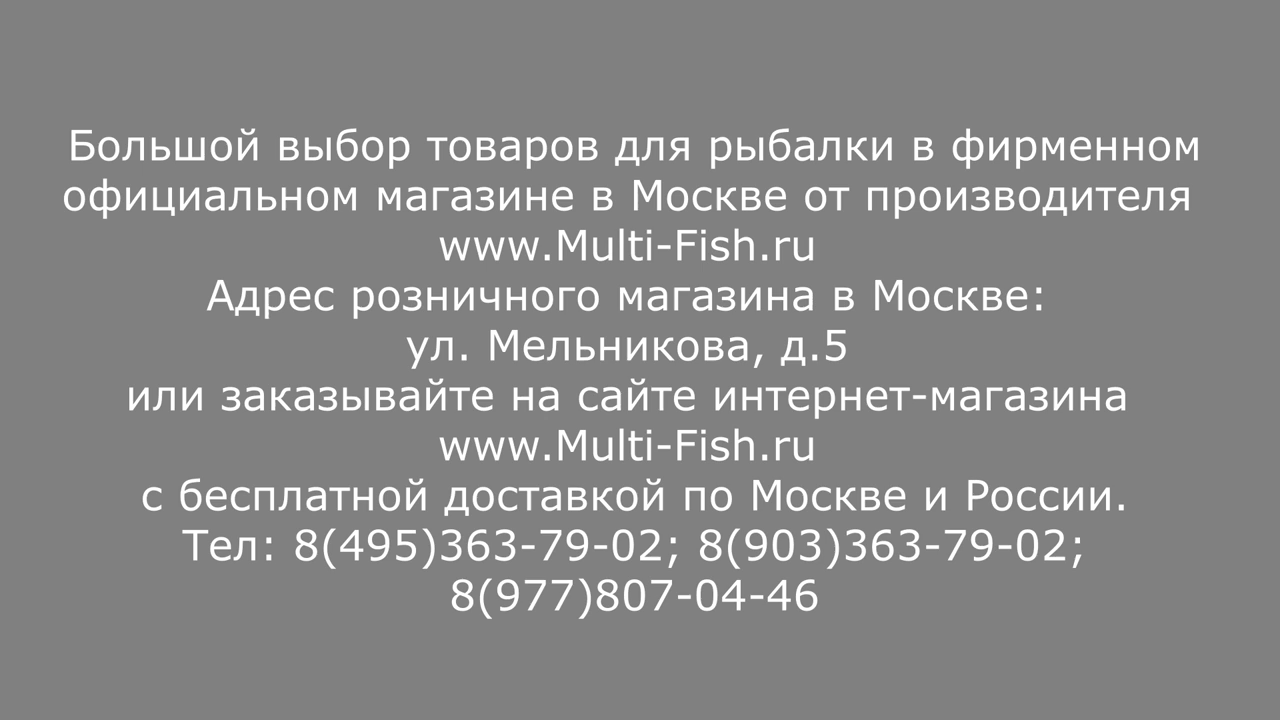 Большой выбор товаров для рыбалки в фирменном
официальном магазине в Москве от производителя
www.Multi-Fish.ru
Адрес розничного магазина в Москве:
ул. Мельникова, д.5
или заказывайте на сайте интернет-магазина
www.Multi-Fish.ru
с бесплатной доставкой по Москве и России.
Тел: 8(495)363-79-02; 8(903)363-79-02;
8(977)807-04-46